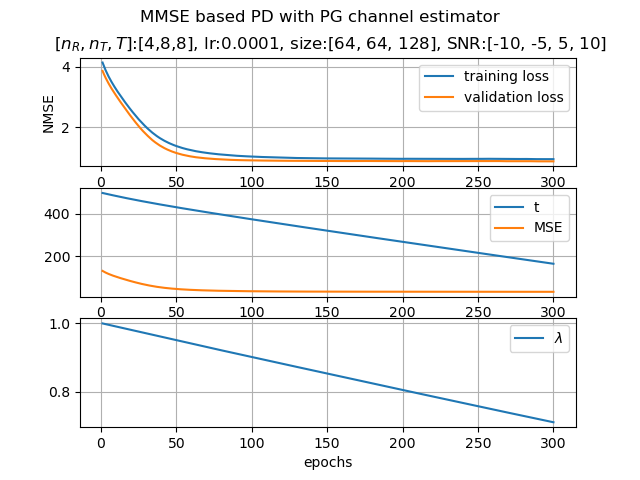 MMSE based PD with PG channel estimator
[n_R, n_T, T]:[4,8,8], lr:0.0001, size:[64, 64, 128], SNR:[-10, -5, 5, 10]
4
2
NMSE
training loss
validation loss
0 50 100 150 200 250 300
400
200
t
MSE
0 50 100 150 200 250 300
1.0
0.8
λ
0 50 100 150 200 250 300
epochs